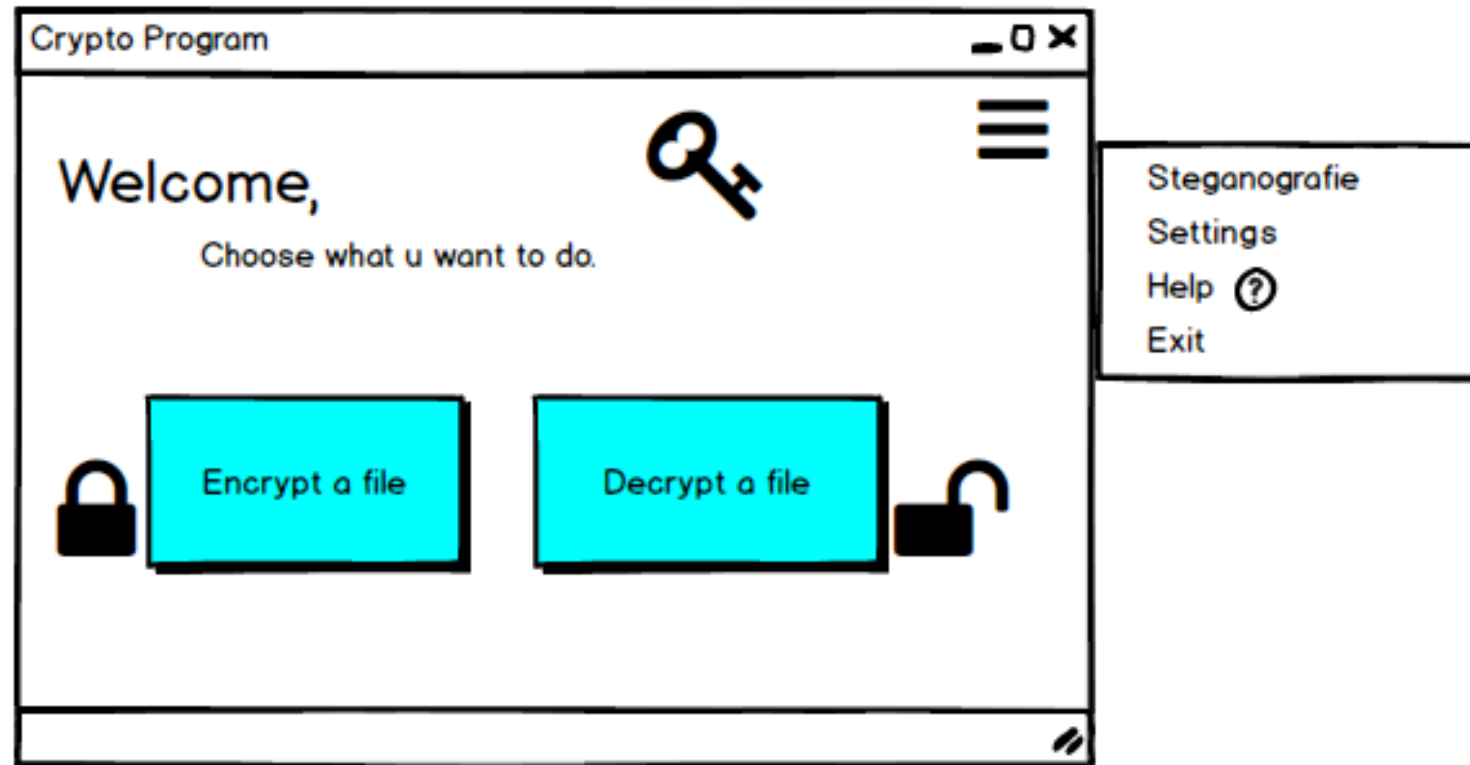 Crypto Program
Welcome,
Choose what u want to do.
Encrypt a file
Decrypt a file
Steganografie
Settings
Help ?
Exit